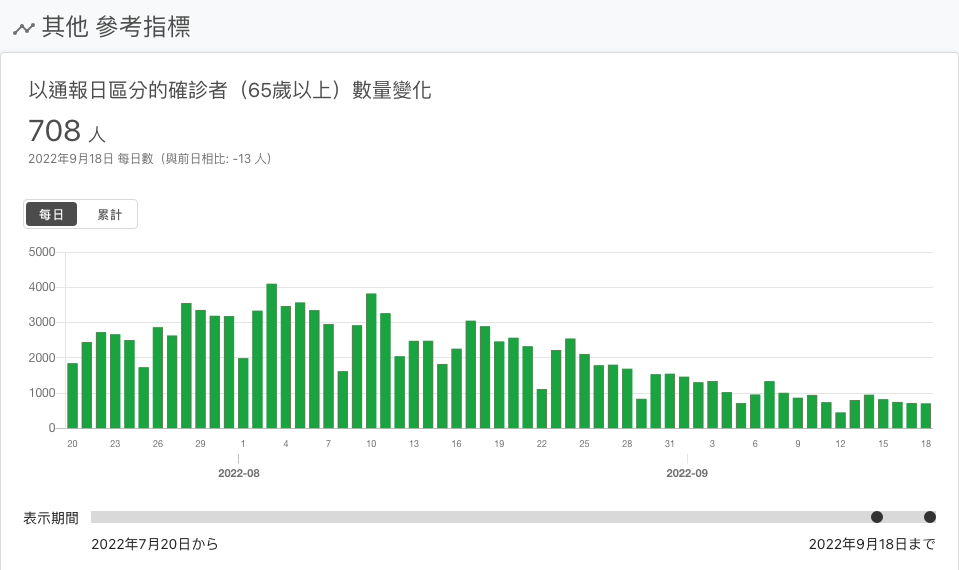 其他 參考指標
以通報日區分的確診者（65歲以上）數量變化
708 人
2022年9月18日 每日數（與前日相比: -13 人）
每日 累計
5000
4000
3000
2000
1000
0
20 23 26 29 1 4 7 10 13 16 19 22 25 28 31 3 6 9 12 15 18
2022-08 2022-09
表示期間
2022年7月20日から 2022年9月18日まで